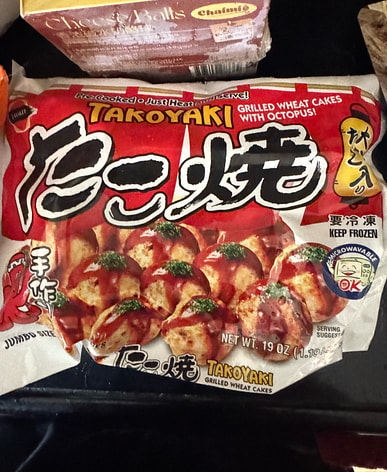 Cheese Balls
Chaimie
Pre-Cooked • Just Heat and Serve!
TAKOYAKI
GRILLED WHEAT CAKES
WITH OCTOPUS!
たこ焼
要冷凍
KEEP FROZEN
MICROWAVABLE
OK
手作
JUMBO SIZE
NET WT. 19 OZ
SERVING
たこ焼
TAKOYAKI
GRILLED WHEAT CAKES